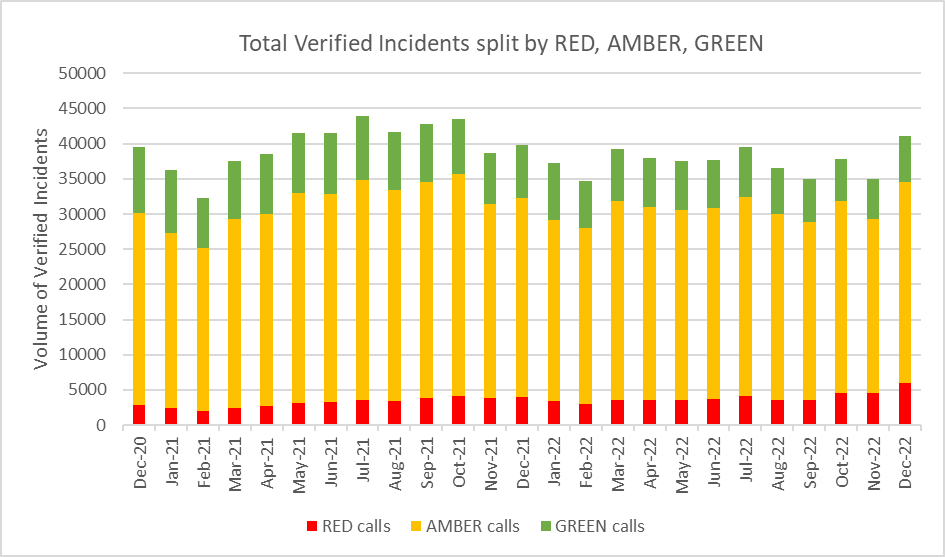 Total Verified Incidents split by RED, AMBER, GREEN
Volume of Verified Incidents
50000
45000
40000
35000
30000
25000
20000
15000
10000
5000
0
Dec-20
Jan-21
Feb-21
Mar-21
Apr-21
May-21
Jun-21
Jul-21
Aug-21
Sep-21
Oct-21
Nov-21
Dec-21
Jan-22
Feb-22
Mar-22
Apr-22
May-22
Jun-22
Jul-22
Aug-22
Sep-22
Oct-22
Nov-22
Dec-22
RED calls AMBER calls GREEN calls